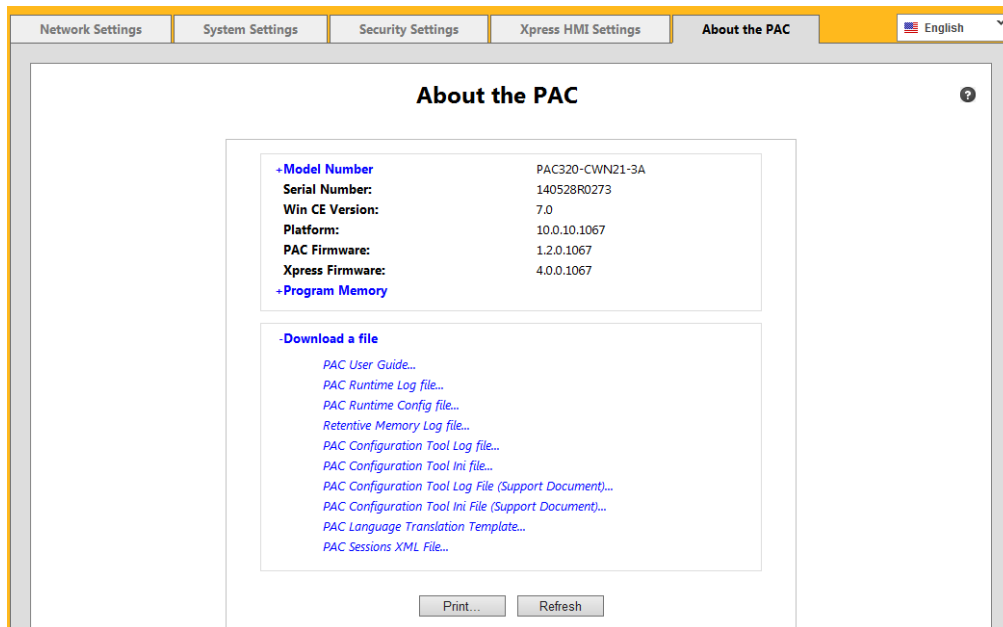 Network Settings System Settings Security Settings Xpress HMI Settings About the PAC English
About the PAC
?
+Model Number PAC320-CWN21-3A
Serial Number: 140528R0273
Win CE Version: 7.0
Platform: 10.0.10.1067
PAC Firmware: 1.2.0.1067
Xpress Firmware: 4.0.0.1067
+Program Memory
-Download a file
PAC User Guide...
PAC Runtime Log file...
PAC Runtime Config file...
Retentive Memory Log file...
PAC Configuration Tool Log file...
PAC Configuration Tool Ini file...
PAC Configuration Tool Log File (Support Document)...
PAC Configuration Tool Ini File (Support Document)...
PAC Language Translation Template...
PAC Sessions XML File...
Print... Refresh